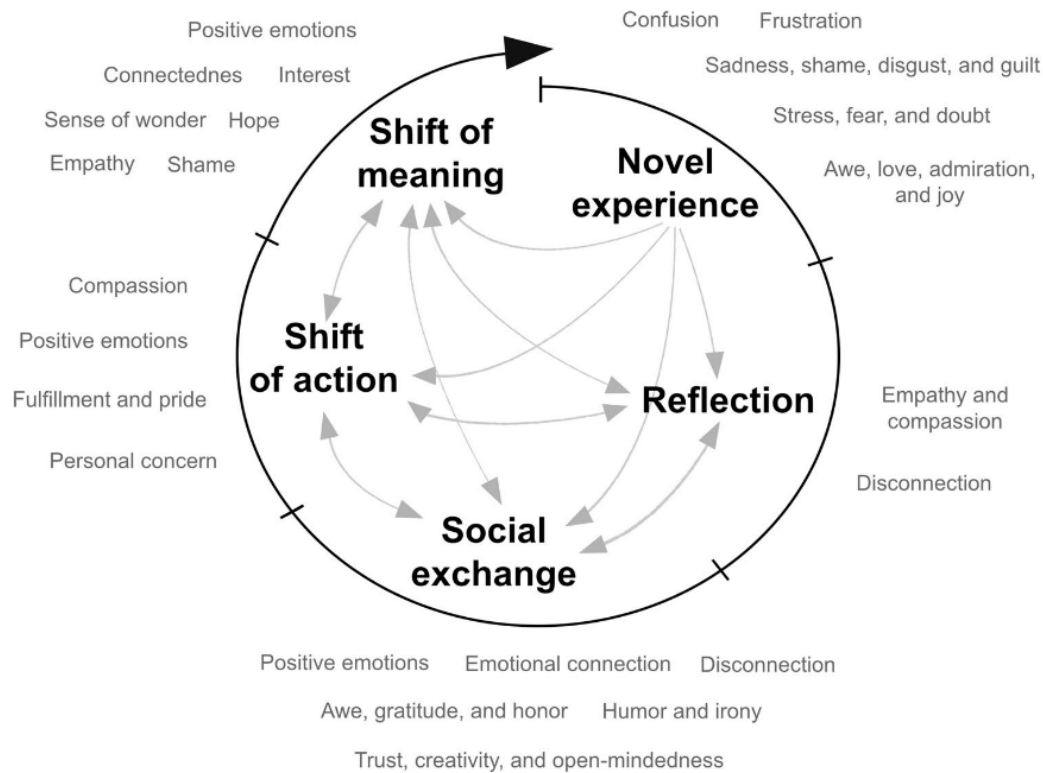 Confusion Frustration
Positive emotions
Sadness, shame, disgust, and guilt
Connectednes Interest
Stress, fear, and doubt
Sense of wonder Hope
Shift of
meaning
Empathy Shame
Novel
experience
Awe, love, admiration,
and joy
Compassion
Positive emotions
Shift
of action
Fulfillment and pride
Reflection
Empathy and
compassion
Personal concern
Disconnection
Social
exchange
Positive emotions Emotional connection Disconnection
Awe, gratitude, and honor Humor and irony
Trust, creativity, and open-mindedness